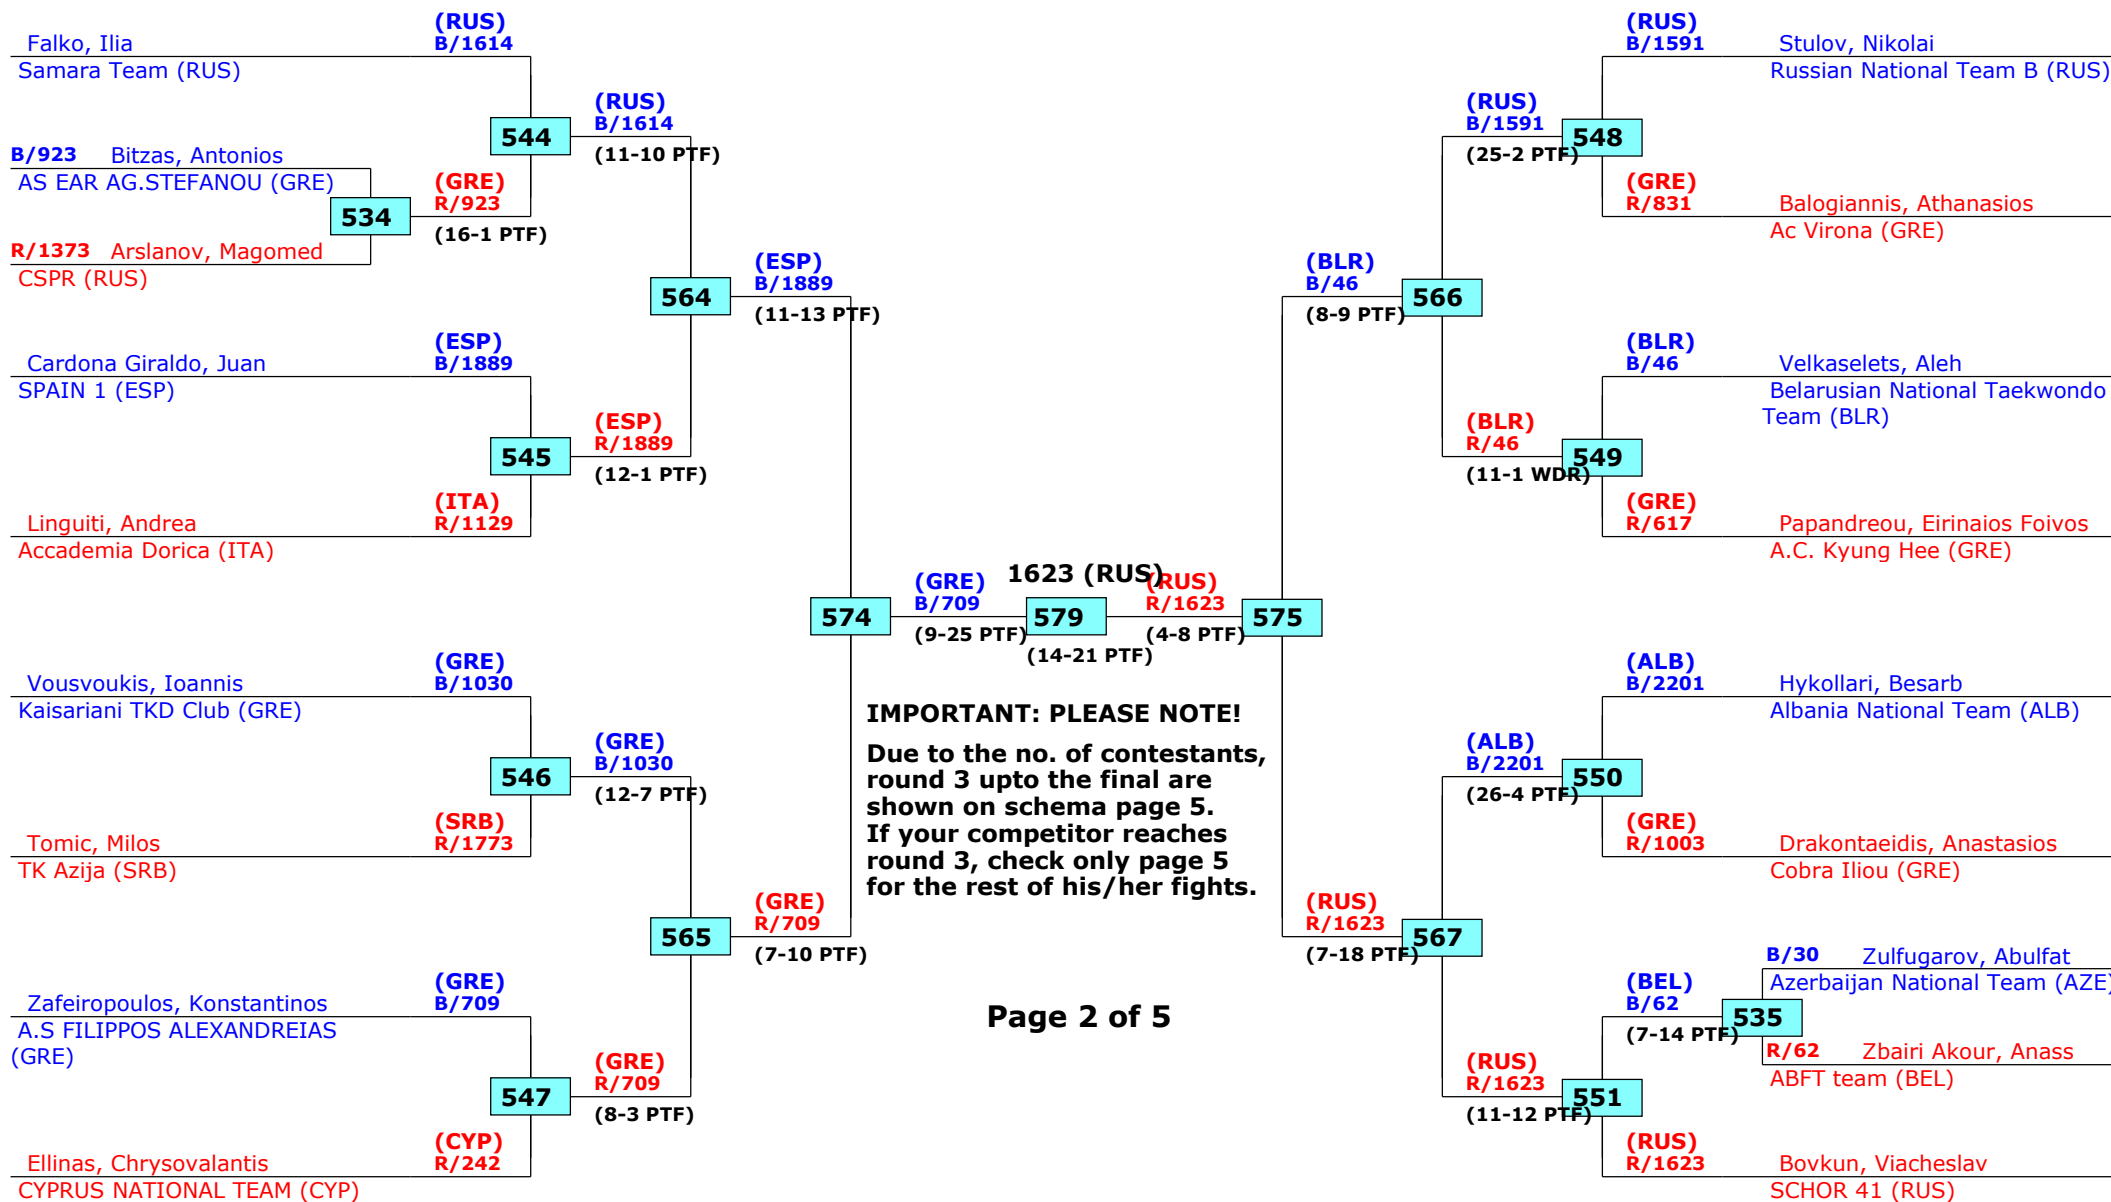 (RUS)
B/1614
Falko, Ilia
Samara Team (RUS)
544
(RUS)
B/1614
(11-10 PTF)
B/923 Bitzas, Antonios
AS EAR AG.STEFANOU (GRE)
534
(GRE)
R/923
(16-1 PTF)
R/1373 Arslanov, Magomed
CSPR (RUS)
564
(ESP)
B/1889
(11-13 PTF)
(ESP)
B/1889
Cardona Giraldo, Juan
SPAIN 1 (ESP)
545
(ESP)
R/1889
(12-1 PTF)
(ITA)
R/1129
Linguiti, Andrea
Accademia Dorica (ITA)
574
(GRE)
B/709
(9-25 PTF)
1623 (RUS)
579
(14-21 PTF)
(RUS)
R/1623
(4-8 PTF)
575
(GRE)
B/1030
Vousvoukis, Ioannis
Kaisariani TKD Club (GRE)
546
(GRE)
B/1030
(12-7 PTF)
(SRB)
R/1773
Tomic, Milos
TK Azija (SRB)
565
(GRE)
R/709
(7-10 PTF)
(GRE)
B/709
Zafeiropoulos, Konstantinos
A.S FILIPPOS ALEXANDREIAS
(GRE)
547
(GRE)
R/709
(8-3 PTF)
(CYP)
R/242
Ellinas, Chrysovalantis
CYPRUS NATIONAL TEAM (CYP)
IMPORTANT: PLEASE NOTE!
Due to the no. of contestants,
round 3 upto the final are
shown on schema page 5.
If your competitor reaches
round 3, check only page 5
for the rest of his/her fights.
Page 2 of 5
(RUS)
B/1591
Stulov, Nikolai
Russian National Team B (RUS)
(RUS)
B/1591
(25-2 PTF)
548
(GRE)
R/831
Balogiannis, Athanasios
Ac Virona (GRE)
(BLR)
B/46
(8-9 PTF)
566
(BLR)
B/46
Velkaselets, Aleh
Belarusian National Taekwondo
Team (BLR)
(BLR)
R/46
(11-1 WDR)
549
(GRE)
R/617
Papandreou, Eirinaios Foivos
A.C. Kyung Hee (GRE)
(ALB)
B/2201
Hykollari, Besarb
Albania National Team (ALB)
(ALB)
B/2201
(26-4 PTF)
550
(GRE)
R/1003
Drakontaeidis, Anastasios
Cobra Iliou (GRE)
(RUS)
R/1623
(7-18 PTF)
567
B/30 Zulfugarov, Abulfat
Azerbaijan National Team (AZE)
(BEL)
B/62
(7-14 PTF)
535
R/62 Zbairi Akour, Anass
ABFT team (BEL)
(RUS)
R/1623
(11-12 PTF)
551
(RUS)
R/1623
Bovkun, Viacheslav
SCHOR 41 (RUS)